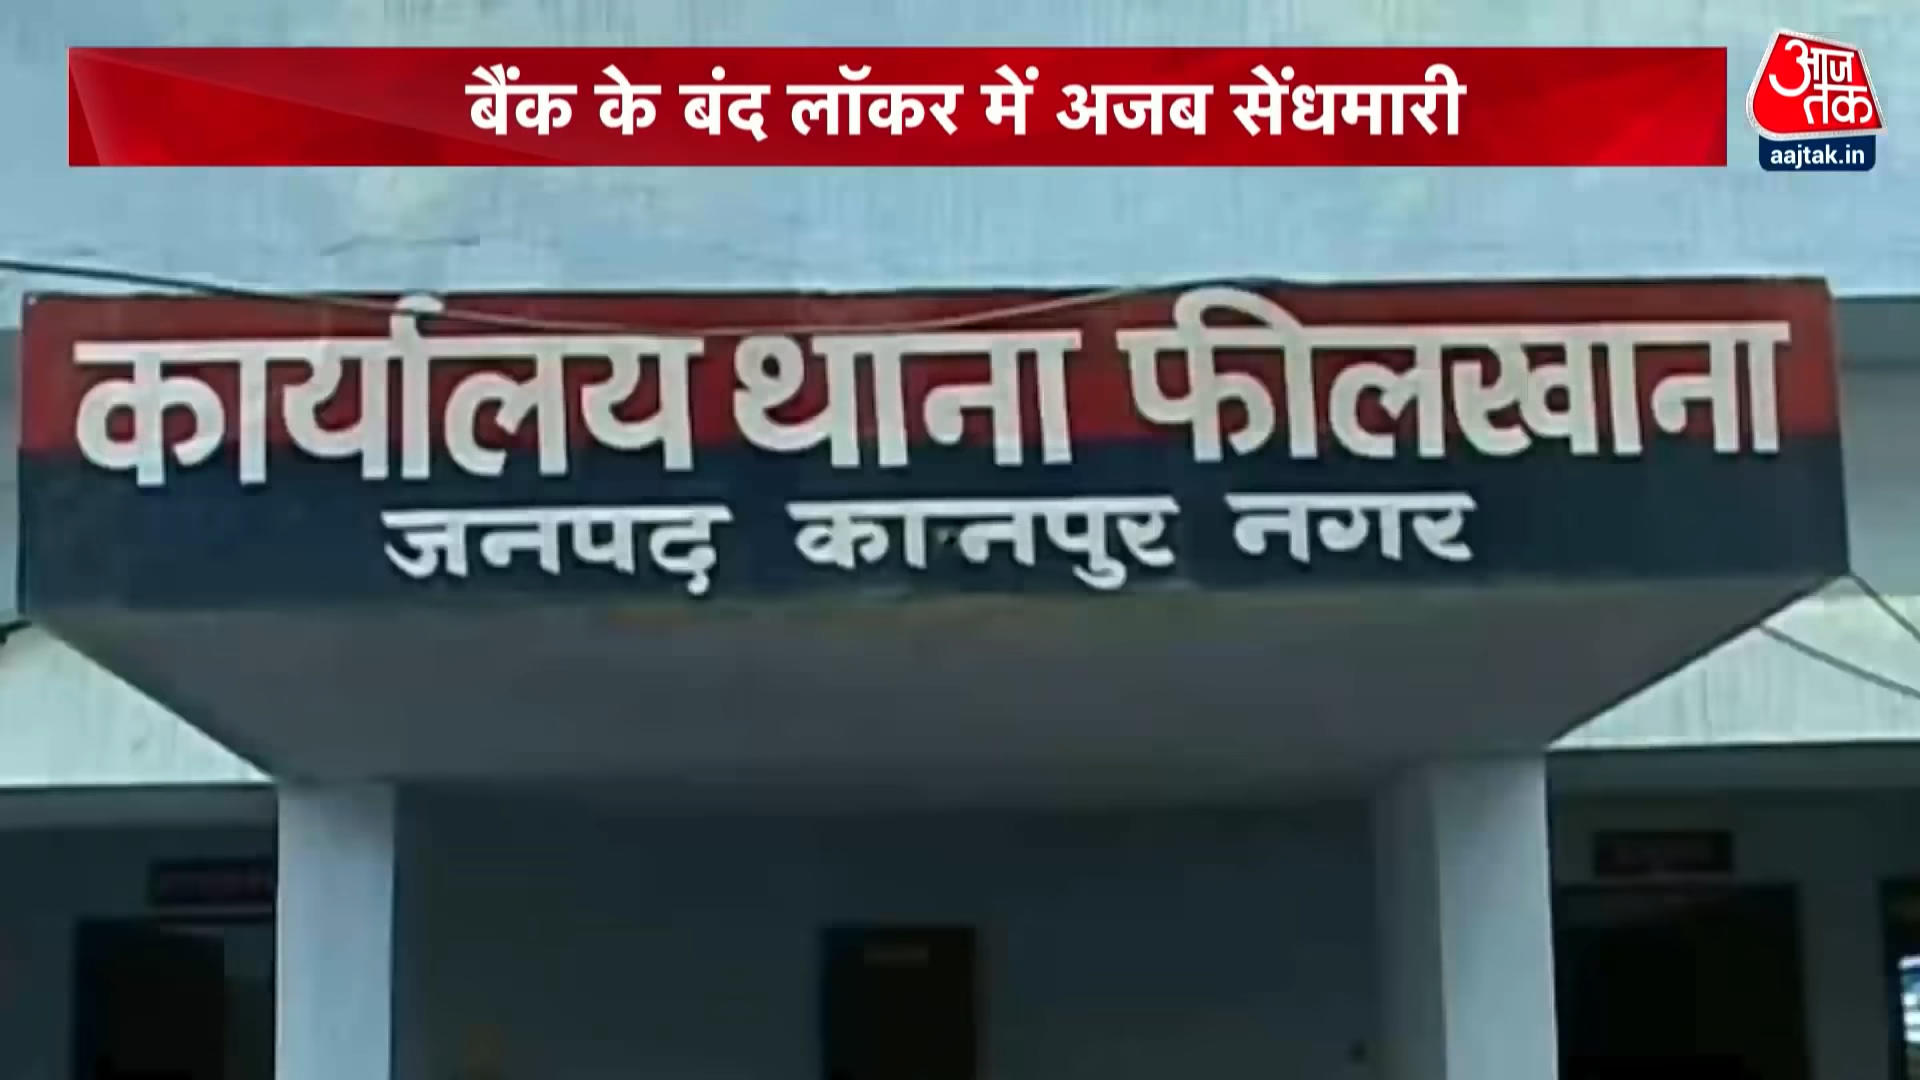 बैंक के बंद लॉकर में अजब सेंधमारी
आज
तक
aajtak.in
कार्यालय थाना फीलखाना
जनपद कानपुर नगर